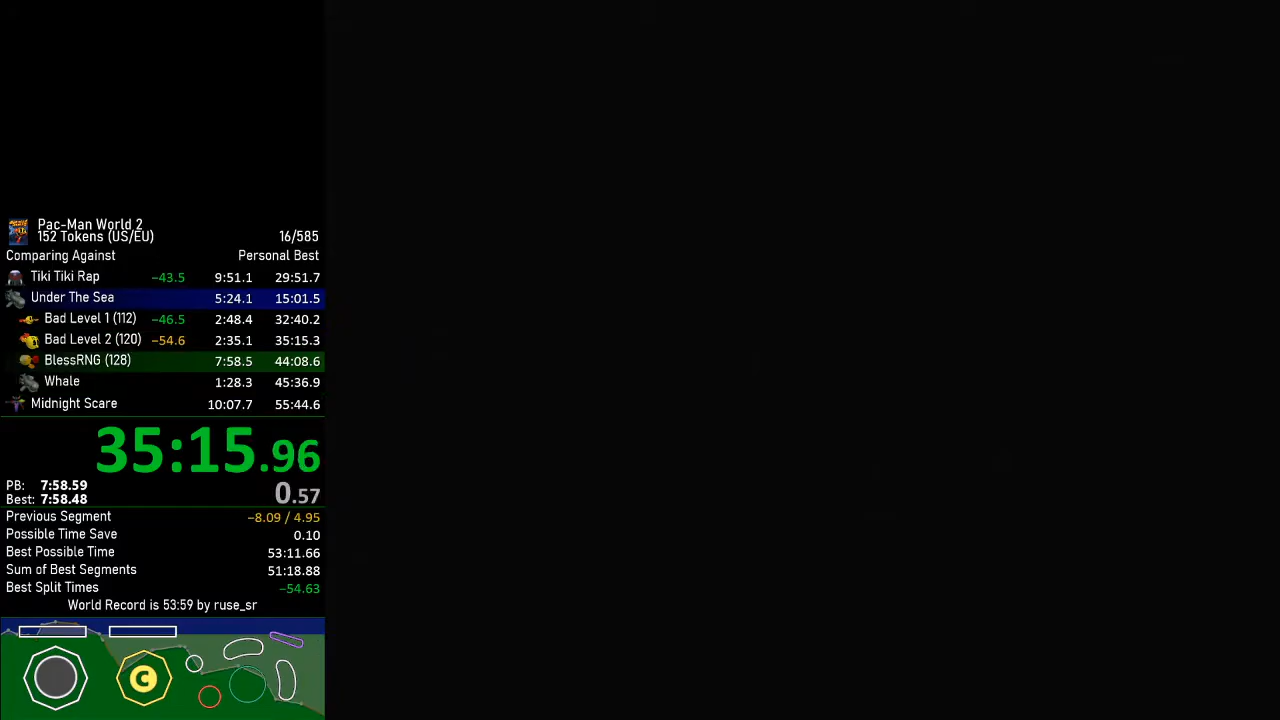 Pac-Man World 2
152 Tokens (US/EU) 16/585
Comparing Against Personal Best
Tiki Tiki Rap −43.5 9:51.1 29:51.7
Under The Sea 5:24.1 15:01.5
Bad Level 1 (112) −46.5 2:48.4 32:40.2
Bad Level 2 (120) −54.6 2:35.1 35:15.3
BlessRNG (128) 7:58.5 44:08.6
Whale 1:28.3 45:36.9
Midnight Scare 10:07.7 55:44.6
35:15.96
PB: 7:58.59
Best: 7:58.48 0.57
Previous Segment −8.09 / 4.95
Possible Time Save 0.10
Best Possible Time 53:11.66
Sum of Best Segments 51:18.88
Best Split Times −54.63
World Record is 53:59 by ruse_sr
C